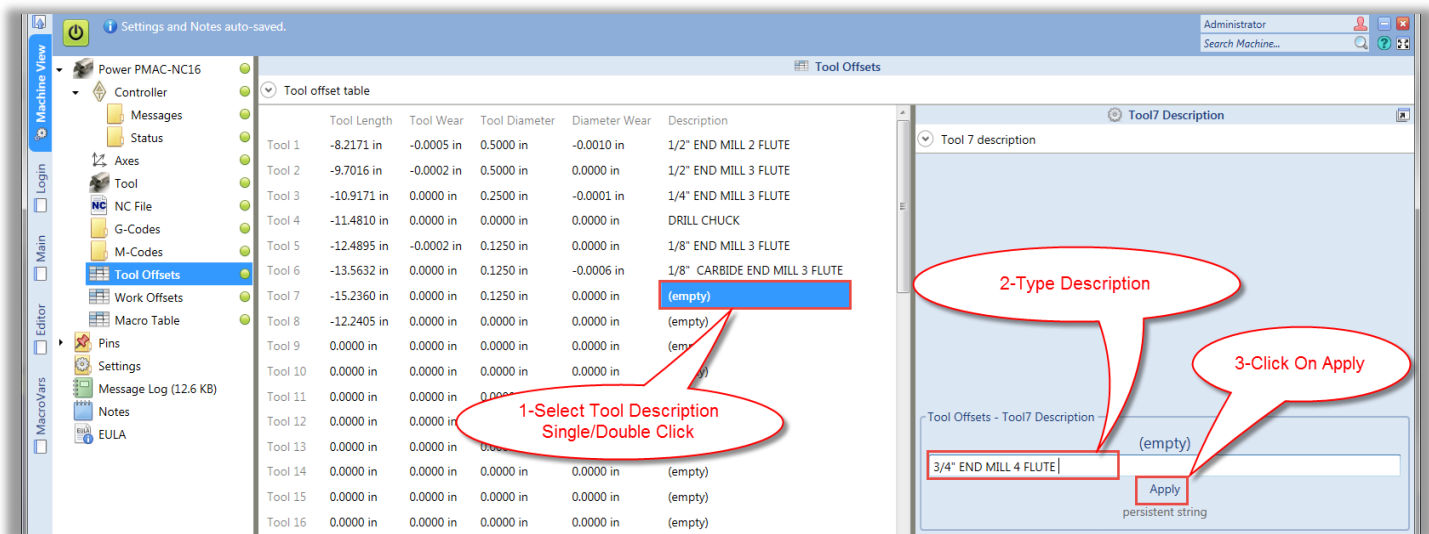 Settings and Notes auto-saved.
Administrator
Search Machine...
Machine View
Login
Main
Editor
MacroVars
Power PMAC-NC16
Controller
Messages
Status
Axes
Tool
NC NC File
G-Codes
M-Codes
Tool Offsets
Work Offsets
Macro Table
Pins
Settings
Message Log (12.6 KB)
Notes
EULA
Tool Offsets
Tool offset table
Tool Length Tool Wear Tool Diameter Diameter Wear Description
Tool 1 -8.2171 in -0.0005 in 0.5000 in -0.0010 in 1/2" END MILL 2 FLUTE
Tool 2 -9.7016 in -0.0002 in 0.5000 in 0.0000 in 1/2" END MILL 3 FLUTE
Tool 3 -10.9171 in 0.0000 in 0.2500 in -0.0001 in 1/4" END MILL 3 FLUTE
Tool 4 -11.4810 in 0.0000 in 0.0000 in 0.0000 in DRILL CHUCK
Tool 5 -12.4895 in -0.0002 in 0.1250 in 0.0000 in 1/8" END MILL 3 FLUTE
Tool 6 -13.5632 in 0.0000 in 0.1250 in -0.0006 in 1/8" CARBIDE END MILL 3 FLUTE
Tool 7 -15.2360 in 0.0000 in 0.1250 in 0.0000 in (empty)
Tool 8 -12.2405 in 0.0000 in 0.0000 in 0.0000 in (empty)
Tool 9 0.0000 in 0.0000 in 0.0000 in 0.0000 in
Tool 10 0.0000 in 0.0000 in 0.0000 in 0.0000 in
Tool 11 0.0000 in 0.0000 in
Tool 12 0.0000 in 0.0000 in
Tool 13 0.0000 in 0.0000 in
Tool 14 0.0000 in 0.0000 in 0.0000 in 0.0000 in (empty)
Tool 15 0.0000 in 0.0000 in 0.0000 in 0.0000 in (empty)
Tool 16 0.0000 in 0.0000 in 0.0000 in 0.0000 in (empty)
1-Select Tool Description
Single/Double Click
Tool7 Description
Tool 7 description
2-Type Description
3-Click On Apply
Tool Offsets - Tool7 Description
(empty)
3/4" END MILL 4 FLUTE
Apply
persistent string